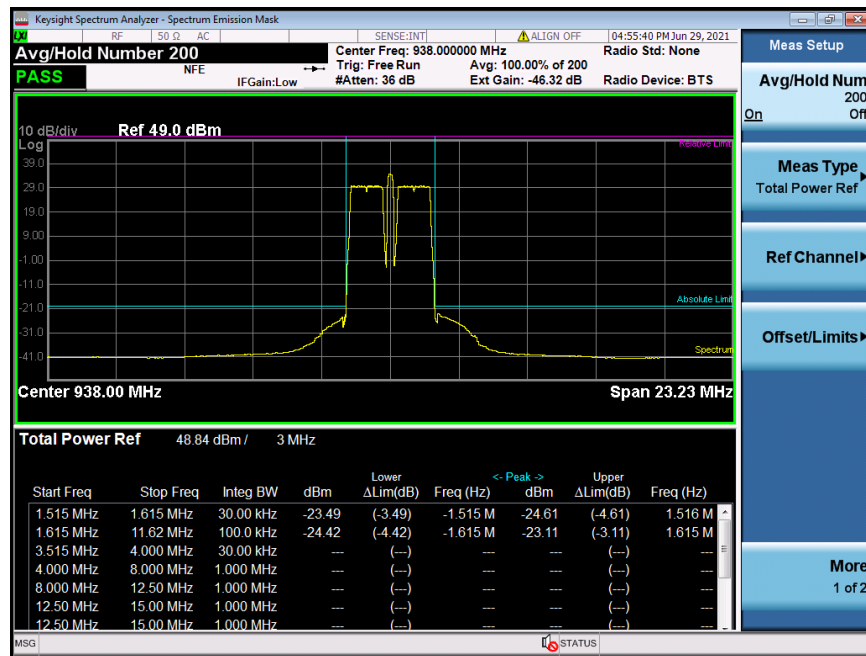 Keysight Spectrum Analyzer - Spectrum Emission Mask
LXI RF 50 Ω AC SENSE:INT ALIGN OFF 04:55:40 PM Jun 29, 2021
Avg/Hold Number 200
Center Freq: 938.000000 MHz Radio Std: None
NFE Trig: Free Run Avg: 100.00% of 200
PASS IFGain:Low #Atten: 36 dB Ext Gain: -46.32 dB Radio Device: BTS
10 dB/div Ref 49.0 dBm
Log
Relative Limit
39.0
29.0
19.0
9.00
-1.00
-11.0
Absolute Limit
-21.0
-31.0
Spectrum
-41.0
Center 938.00 MHz Span 23.23 MHz
Total Power Ref 48.84 dBm / 3 MHz
Lower <- Peak -> Upper
Start Freq Stop Freq Integ BW dBm ΔLim(dB) Freq (Hz) dBm ΔLim(dB) Freq (Hz)
1.515 MHz 1.615 MHz 30.00 kHz -23.49 (-3.49) -1.515 M -24.61 (-4.61) 1.516 M
1.615 MHz 11.62 MHz 100.0 kHz -24.42 (-4.42) -1.615 M -23.11 (-3.11) 1.615 M
3.515 MHz 4.000 MHz 30.00 kHz --- (---) --- --- (---) ---
4.000 MHz 8.000 MHz 1.000 MHz --- (---) --- --- (---) ---
8.000 MHz 12.50 MHz 1.000 MHz --- (---) --- --- (---) ---
12.50 MHz 15.00 MHz 1.000 MHz --- (---) --- --- (---) ---
12.50 MHz 15.00 MHz 1.000 MHz --- (---) --- --- (---) ---
MSG STATUS
Meas Setup
Avg/Hold Num
200
On Off
Meas Type
Total Power Ref
Ref Channel
Offset/Limits
More
1 of 2